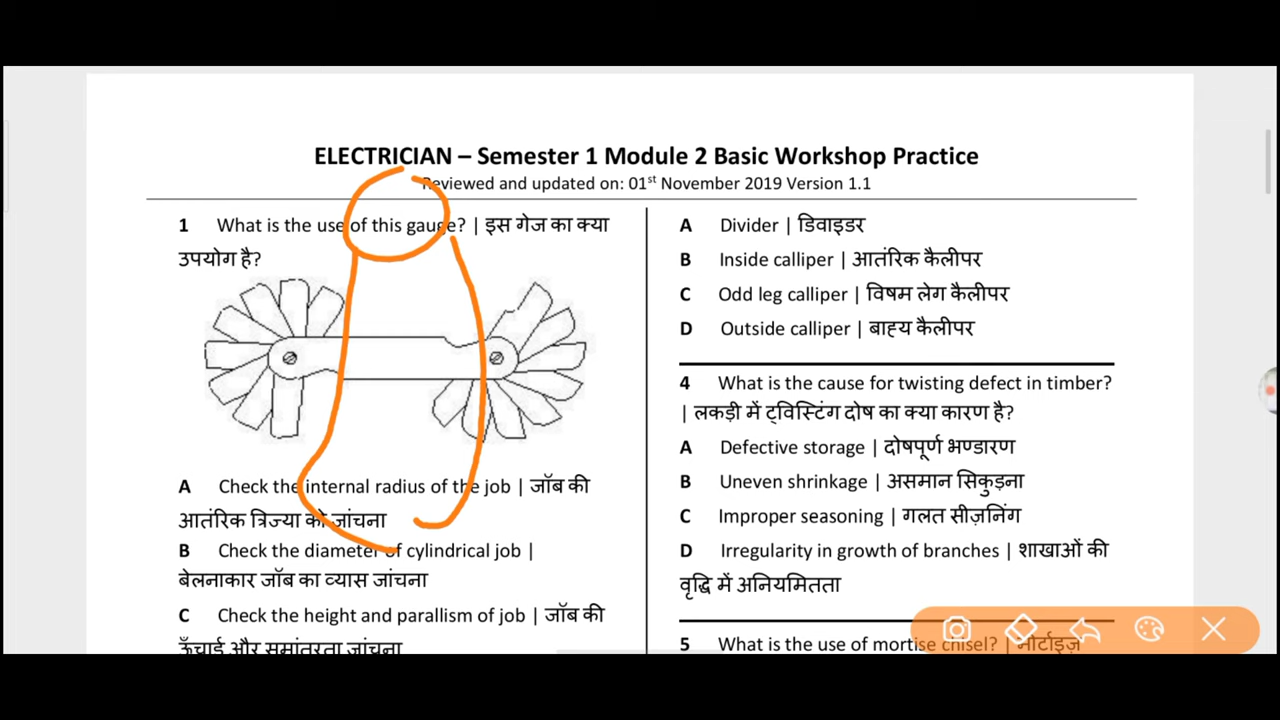 ELECTRICIAN – Semester 1 Module 2 Basic Workshop Practice
Reviewed and updated on: 01st November 2019 Version 1.1
1 What is the use of this gauge? | इस गेज का क्या
उपयोग है?
A Check the internal radius of the job | जॉब की
आतंरिक त्रिज्या को जांचना
B Check the diameter of cylindrical job |
बेलनाकार जॉब का व्यास जांचना
C Check the height and parallism of job | जॉब की
ऊँचाई और समांतरता जांचना
A Divider | डिवाइडर
B Inside calliper | आतंरिक कैलीपर
C Odd leg calliper | विषम लेग कैलीपर
D Outside calliper | बाह्य कैलीपर
4 What is the cause for twisting defect in timber?
| लकड़ी में ट्विस्टिंग दोष का क्या कारण है?
A Defective storage | दोषपूर्ण भण्डारण
B Uneven shrinkage | असमान सिकुड़ना
C Improper seasoning | गलत सीज़निंग
D Irregularity in growth of branches | शाखाओं की
वृद्धि में अनियमितता
5 What is the use of mortise chisel? | मोर्टाइज़